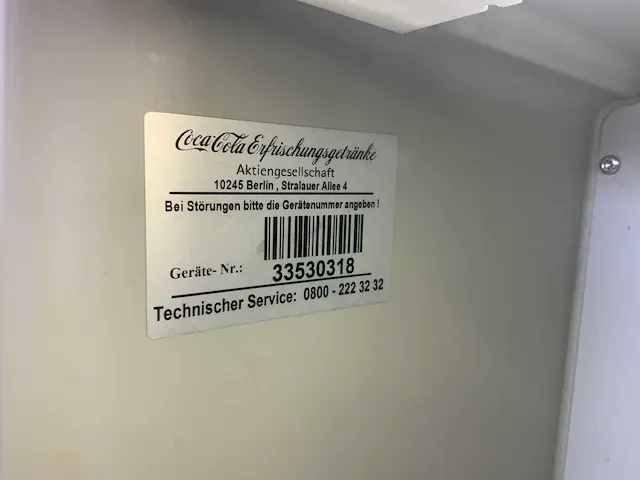 Coca-Cola Erfrischungsgetränke
Aktiengesellschaft
10245 Berlin , Stralauer Allee 4
Bei Störungen bitte die Gerätenummer angeben !
Geräte- Nr.: 33530318
Technischer Service: 0800 - 222 32 32